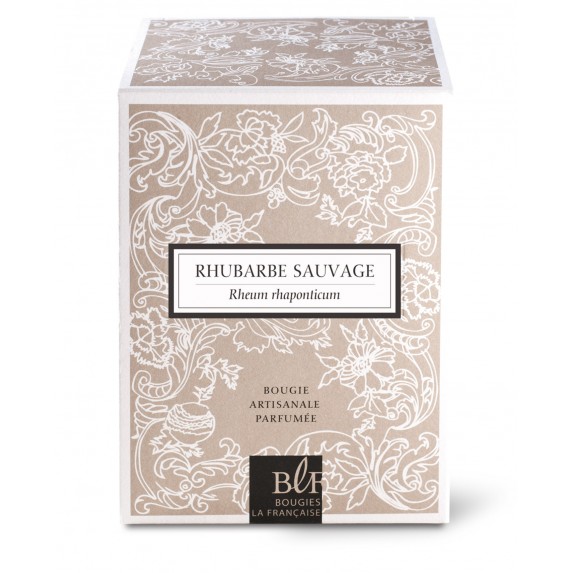 RHUBARBE SAUVAGE
Rheum rhaponticum
BOUGIE
ARTISANALE
PARFUMÉE
BLF
BOUGIES
LA FRANÇAISE